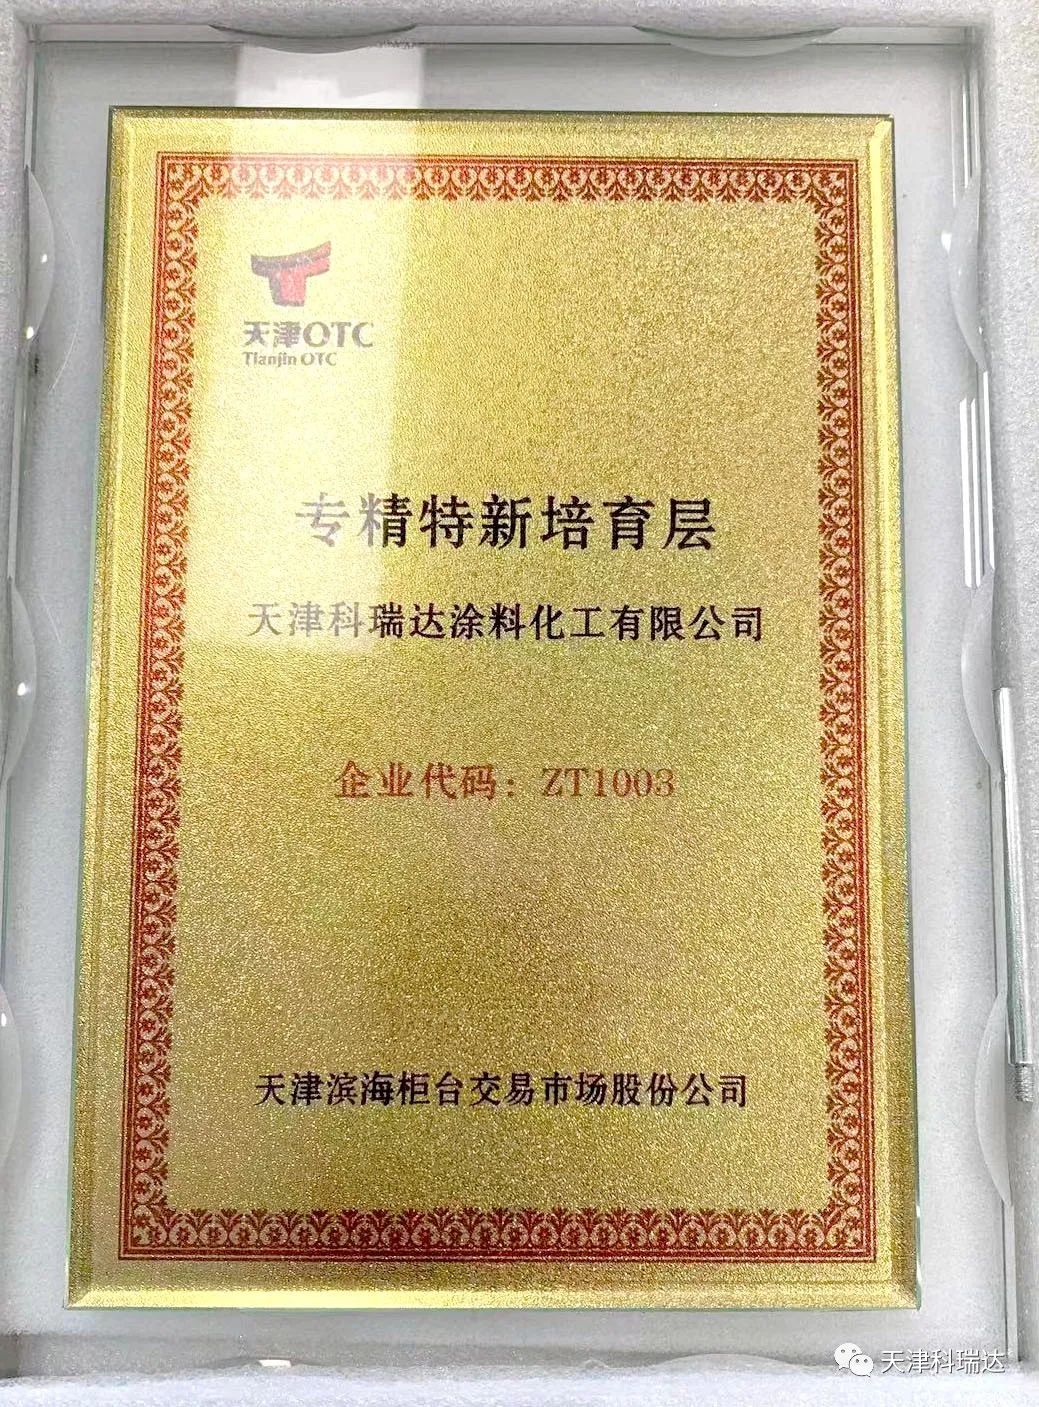 天津OTC
Tianjin OTC
专精特新培育层
天津科瑞达涂料化工有限公司
企业代码：ZT1003
天津滨海柜台交易市场股份公司
天津科瑞达